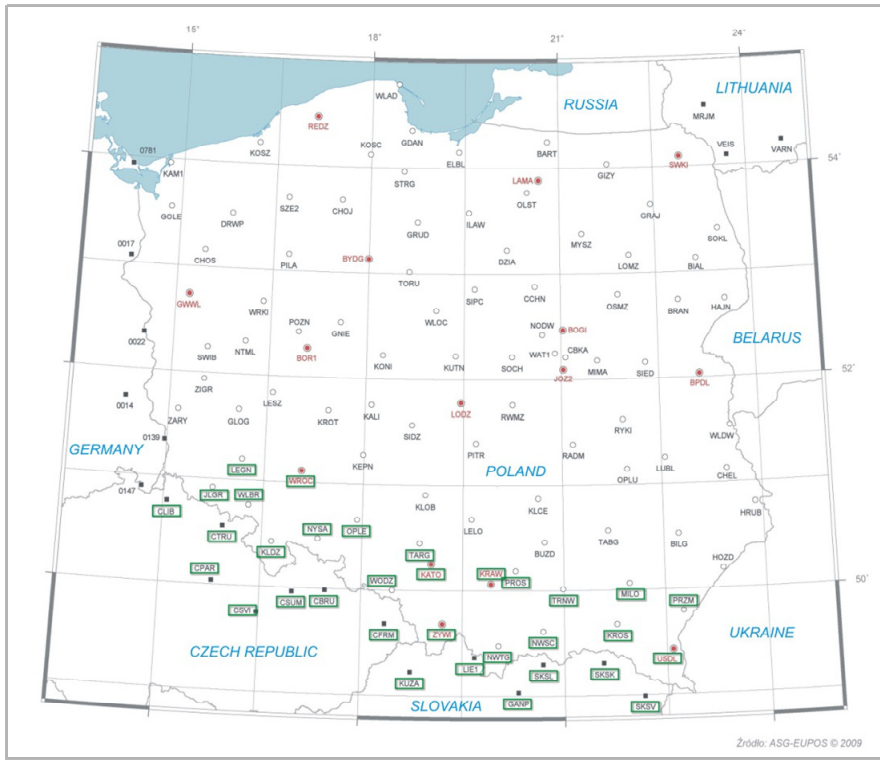 15°
18°
21°
24°
LITHUANIA
WLAD
RUSSIA
MRJM
REDZ
GDAN
VEIS
VARN
KOSZ
KOSC
ELBL
BART
54°
0781
KAM1
STRG
LAMA
GIZY
SWKI
GOLE
SZE2
CHOJ
OLST
DRWP
GRUD
ILAW
GRAJ
0017
MYSZ
SOKL
CHOS
PILA
BYDG
DZIA
LOMZ
BIAL
TORU
GWWL
WRKI
SIPC
CCHN
OSMZ
BRAN
HAJN
0022
POZN
GNIE
WLOC
NODW
BOGI
BELARUS
SWIB
NTML
BOR1
KONI
KUTN
SOCH
WAT1
CBKA
MIMA
SIED
52°
ZIGR
JOZ2
BPDL
0014
ZARY
GLOG
LESZ
KROT
KALI
LODZ
RWMZ
0139
SIDZ
RYKI
WLDW
GERMANY
PITR
RADM
LEGN
KEPN
POLAND
LUBL
WROC
OPLU
CHEL
0147
JLGR
WLBR
CLIB
KLOB
KLCE
HRUB
CTRU
NYSA
OPLE
LELO
KLDZ
TARG
BUZD
TABG
BILG
CPAR
KATO
KRAW
HOZD
WODZ
PROS
50°
CSUM
CBRU
TRNW
MILO
CSVI
PRZM
CFRM
ZYWI
NWSC
KROS
UKRAINE
CZECH REPUBLIC
NWTG
USDL
LIE1
KUZA
SKSL
SKSK
SLOVAKIA
GANP
SKSV
Źródło: ASG-EUPOS © 2009